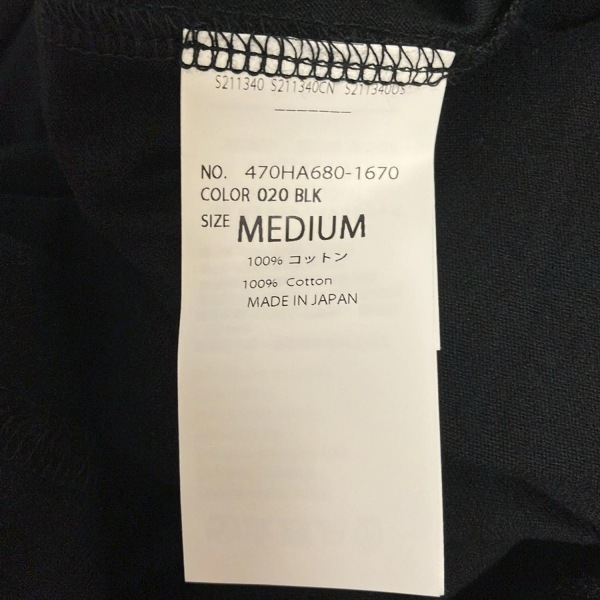 S211340 S211340CN S211340US
-------
NO. 470HA680-1670
COLOR 020 BLK
SIZE MEDIUM
100% コットン
100% Cotton
MADE IN JAPAN